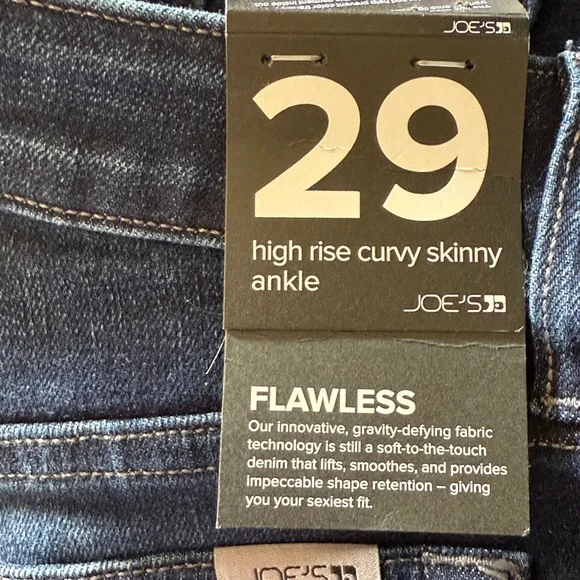 JOE'S
29
high rise curvy skinny
ankle
JOE'S
FLAWLESS
Our innovative, gravity-defying fabric
technology is still a soft-to-the-touch
denim that lifts, smoothes, and provides
impeccable shape retention – giving
you your sexiest fit.
JOE'S